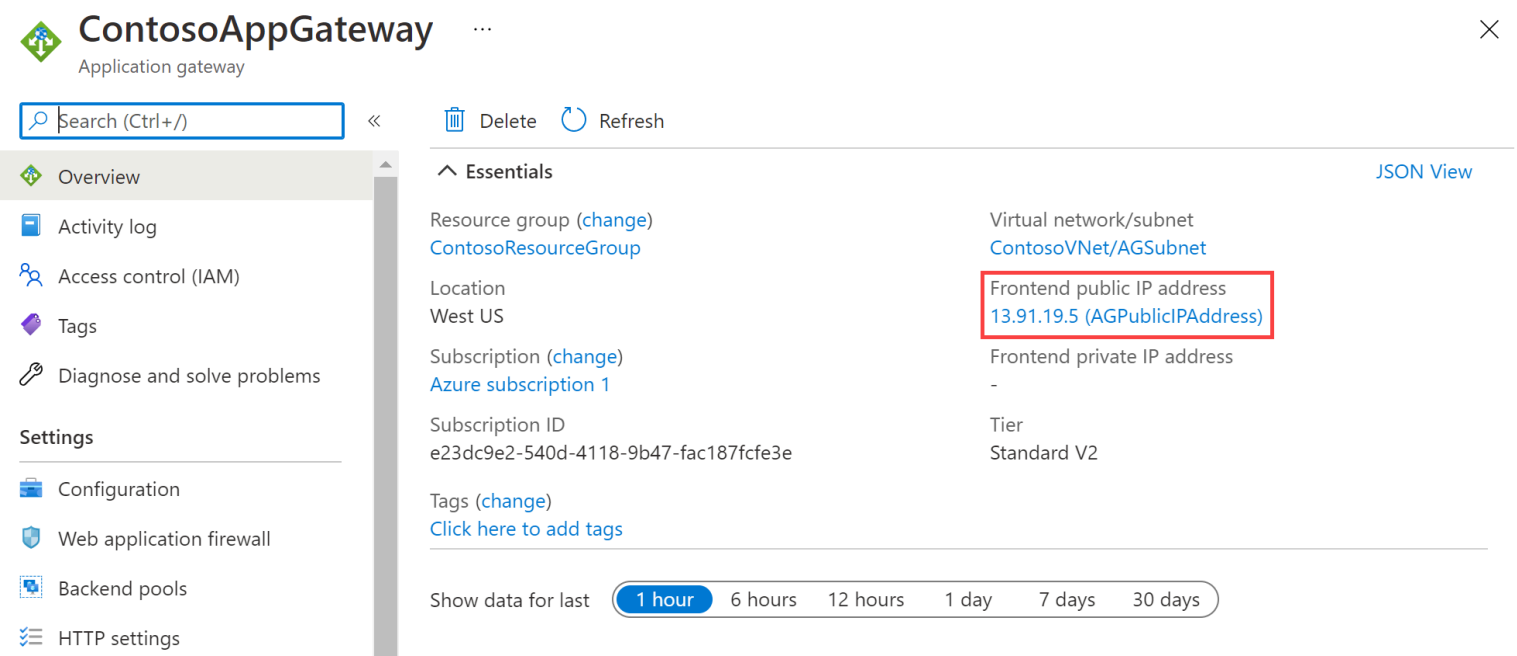 ContosoAppGateway ...
Application gateway
Search (Ctrl+/)
«
Overview
Activity log
Access control (IAM)
Tags
Diagnose and solve problems
Settings
Configuration
Web application firewall
Backend pools
HTTP settings
Delete Refresh
Essentials JSON View
Resource group (change)
ContosoResourceGroup
Location
West US
Subscription (change)
Azure subscription 1
Subscription ID
e23dc9e2-540d-4118-9b47-fac187fcfe3e
Tags (change)
Click here to add tags
Virtual network/subnet
ContosoVNet/AGSubnet
Frontend public IP address
13.91.19.5 (AGPublicIPAddress)
Frontend private IP address
-
Tier
Standard V2
Show data for last 1 hour 6 hours 12 hours 1 day 7 days 30 days